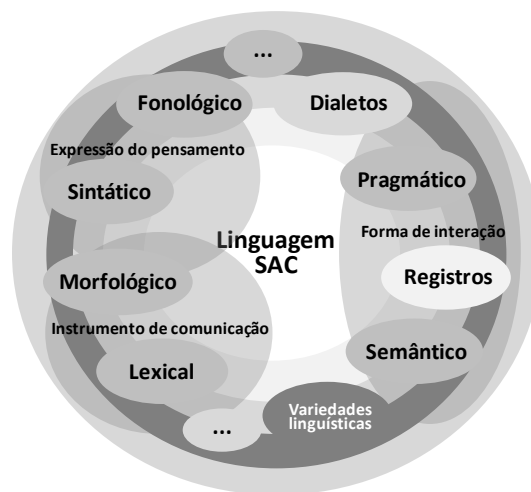 ...
Fonológico
Dialetos
Expressão do pensamento
Pragmático
Sintático
Linguagem
SAC
Forma de interação
Morfológico
Registros
Instrumento de comunicação
Semântico
Lexical
Variedades
linguísticas
...